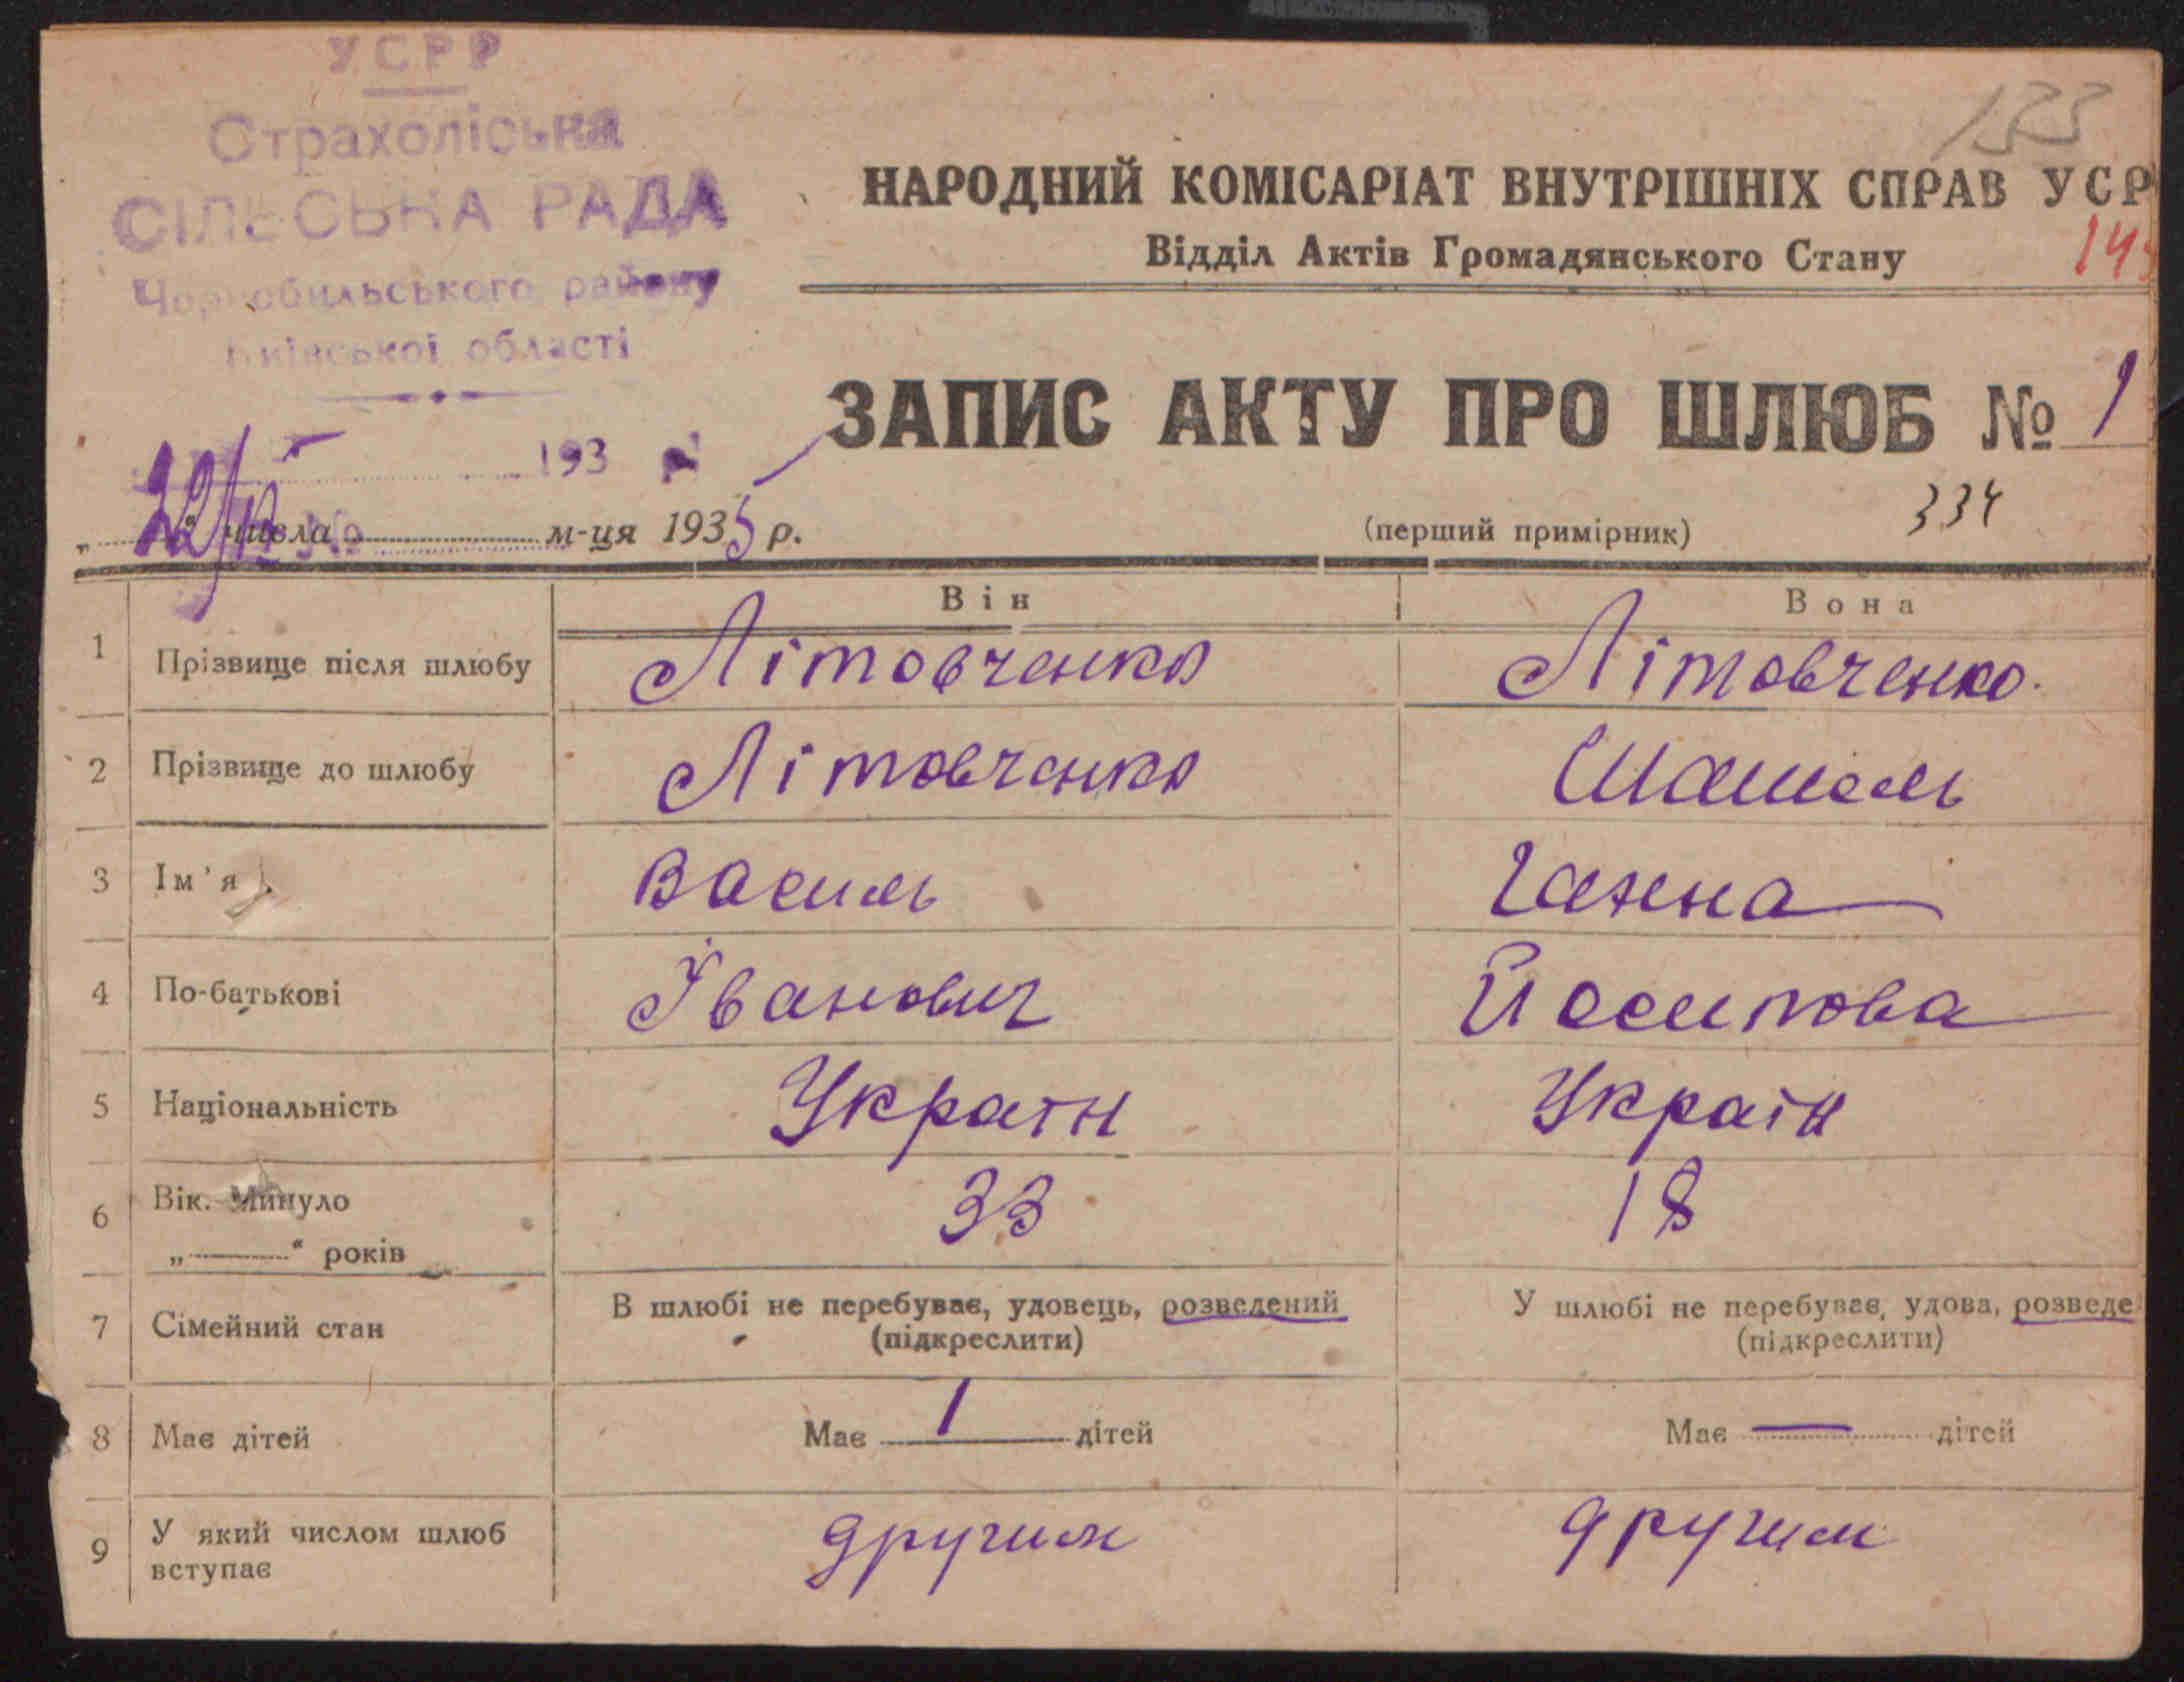 УСРР
Страхоліська
СІЛЬСЬКА РАДА
Чорнобильського району
Київської області
193
„ “ числа м-ця 1935 р.
133
НАРОДНИЙ КОМІСАРІАТ ВНУТРІШНІХ СПРАВ УСР
Відділ Актів Громадянського Стану
ЗАПИС АКТУ ПРО ШЛЮБ № 1
(перший примірник) 334
Він Вона
1 Прізвище після шлюбу Літовченко Літовченко.
2 Прізвище до шлюбу Літовченко
3 Ім'я Василь Ганна
4 По-батькові Іванович Йосипова
5 Національність Україн Україн
6 Вік. Минуло 33 18
„ “ років
7 Сімейний стан В шлюбі не перебуває, удовець, розведений У шлюбі не перебуває, удова, розведе
(підкреслити) (підкреслити)
8 Має дітей Має 1 дітей Має — дітей
9 У який числом шлюб другим другим
вступає